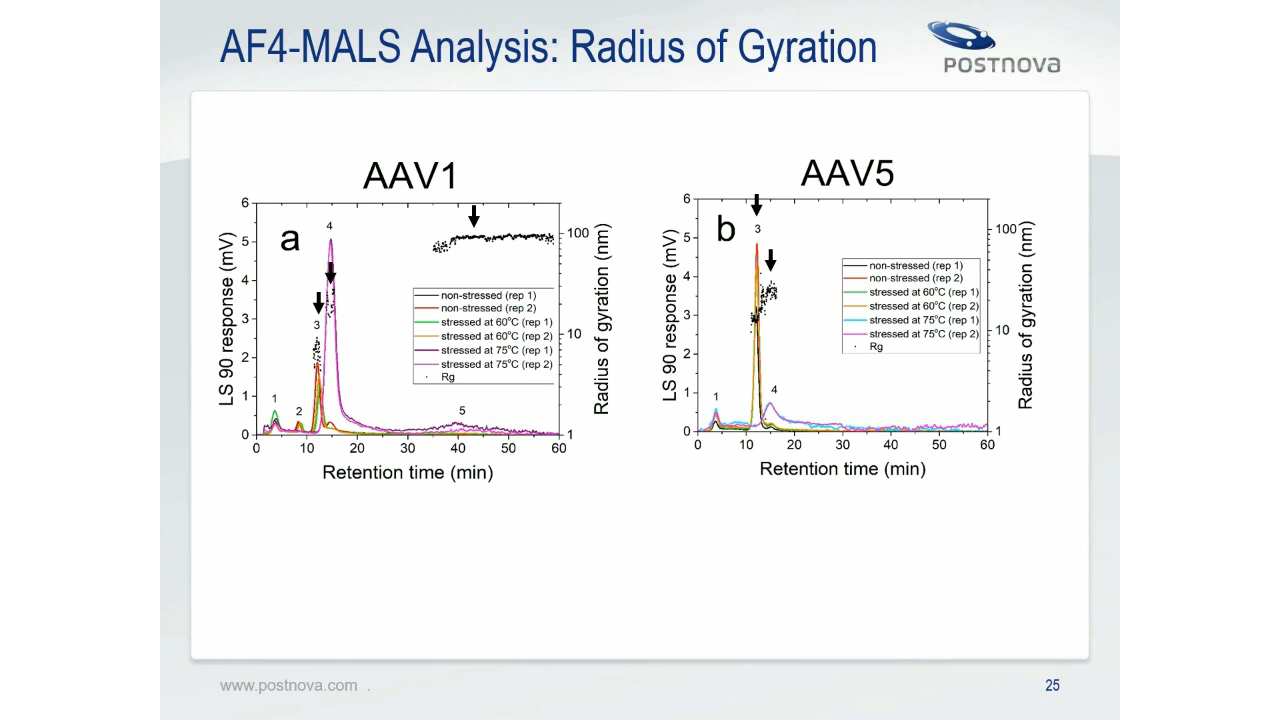 AF4-MALS Analysis: Radius of Gyration
POSTNOVA
AAV1
a
LS 90 response (mV)
6
5
4
3
2
1
0
4
3
1
2
5
non-stressed (rep 1)
non-stressed (rep 2)
stressed at 60°C (rep 1)
stressed at 60°C (rep 2)
stressed at 75°C (rep 1)
stressed at 75°C (rep 2)
Rg
100
10
1
Radius of gyration (nm)
0 10 20 30 40 50 60
Retention time (min)
AAV5
b
LS 90 response (mV)
6
5
4
3
2
1
0
3
1
4
non-stressed (rep 1)
non-stressed (rep 2)
stressed at 60°C (rep 1)
stressed at 60°C (rep 2)
stressed at 75°C (rep 1)
stressed at 75°C (rep 2)
Rg
100
10
1
Radius of gyration (nm)
0 10 20 30 40 50 60
Retention time (min)
www.postnova.com .
25